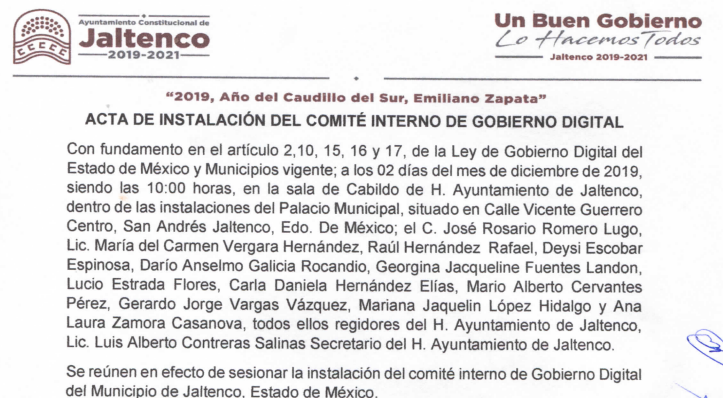 Ayuntamiento Constitucional de
Jaltenco
2019-2021
Un Buen Gobierno
Lo Hacemos Todos
Jaltenco 2019-2021
“2019, Año del Caudillo del Sur, Emiliano Zapata”
ACTA DE INSTALACIÓN DEL COMITÉ INTERNO DE GOBIERNO DIGITAL
Con fundamento en el artículo 2,10, 15, 16 y 17, de la Ley de Gobierno Digital del
Estado de México y Municipios vigente; a los 02 días del mes de diciembre de 2019,
siendo las 10:00 horas, en la sala de Cabildo de H. Ayuntamiento de Jaltenco,
dentro de las instalaciones del Palacio Municipal, situado en Calle Vicente Guerrero
Centro, San Andrés Jaltenco, Edo. De México; el C. José Rosario Romero Lugo,
Lic. María del Carmen Vergara Hernández, Raúl Hernández Rafael, Deysi Escobar
Espinosa, Darío Anselmo Galicia Rocandio, Georgina Jacqueline Fuentes Landon,
Lucio Estrada Flores, Carla Daniela Hernández Elías, Mario Alberto Cervantes
Pérez, Gerardo Jorge Vargas Vázquez, Mariana Jaquelin López Hidalgo y Ana
Laura Zamora Casanova, todos ellos regidores del H. Ayuntamiento de Jaltenco,
Lic. Luis Alberto Contreras Salinas Secretario del H. Ayuntamiento de Jaltenco.
Se reúnen en efecto de sesionar la instalación del comité interno de Gobierno Digital
del Municipio de Jaltenco, Estado de México.